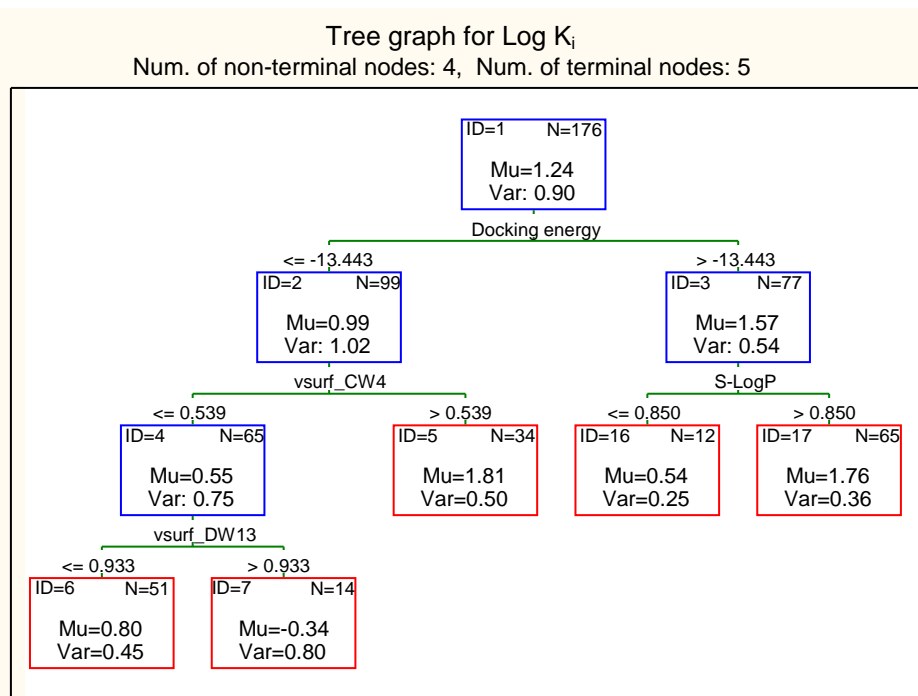 Tree graph for Log Ki
Num. of non-terminal nodes: 4, Num. of terminal nodes: 5
ID=1 N=176
Mu=1.24
Var: 0.90
Docking energy
<= -13.443 > -13.443
ID=2 N=99 ID=3 N=77
Mu=0.99 Mu=1.57
Var: 1.02 Var: 0.54
vsurf_CW4 S-LogP
<= 0.539 > 0.539 <= 0.850 > 0.850
ID=4 N=65 ID=5 N=34 ID=16 N=12 ID=17 N=65
Mu=0.55 Mu=1.81 Mu=0.54 Mu=1.76
Var: 0.75 Var=0.50 Var=0.25 Var=0.36
vsurf_DW13
<= 0.933 > 0.933
ID=6 N=51 ID=7 N=14
Mu=0.80 Mu=-0.34
Var=0.45 Var=0.80